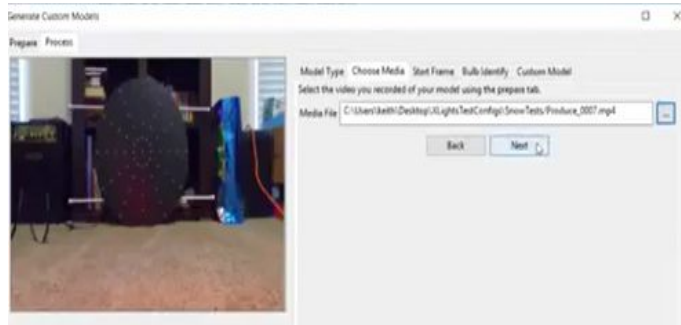 Generate Custom Models
Prepare Process
Model Type Choose Media Start Frame Bulb Identify Custom Model
Select the video you recorded of your model using the prepare tab.
Media File C:\Users\keith\Desktop\XLightsTestConfigs\SnowTests/Produce_0007.mp4 ...
Back Next